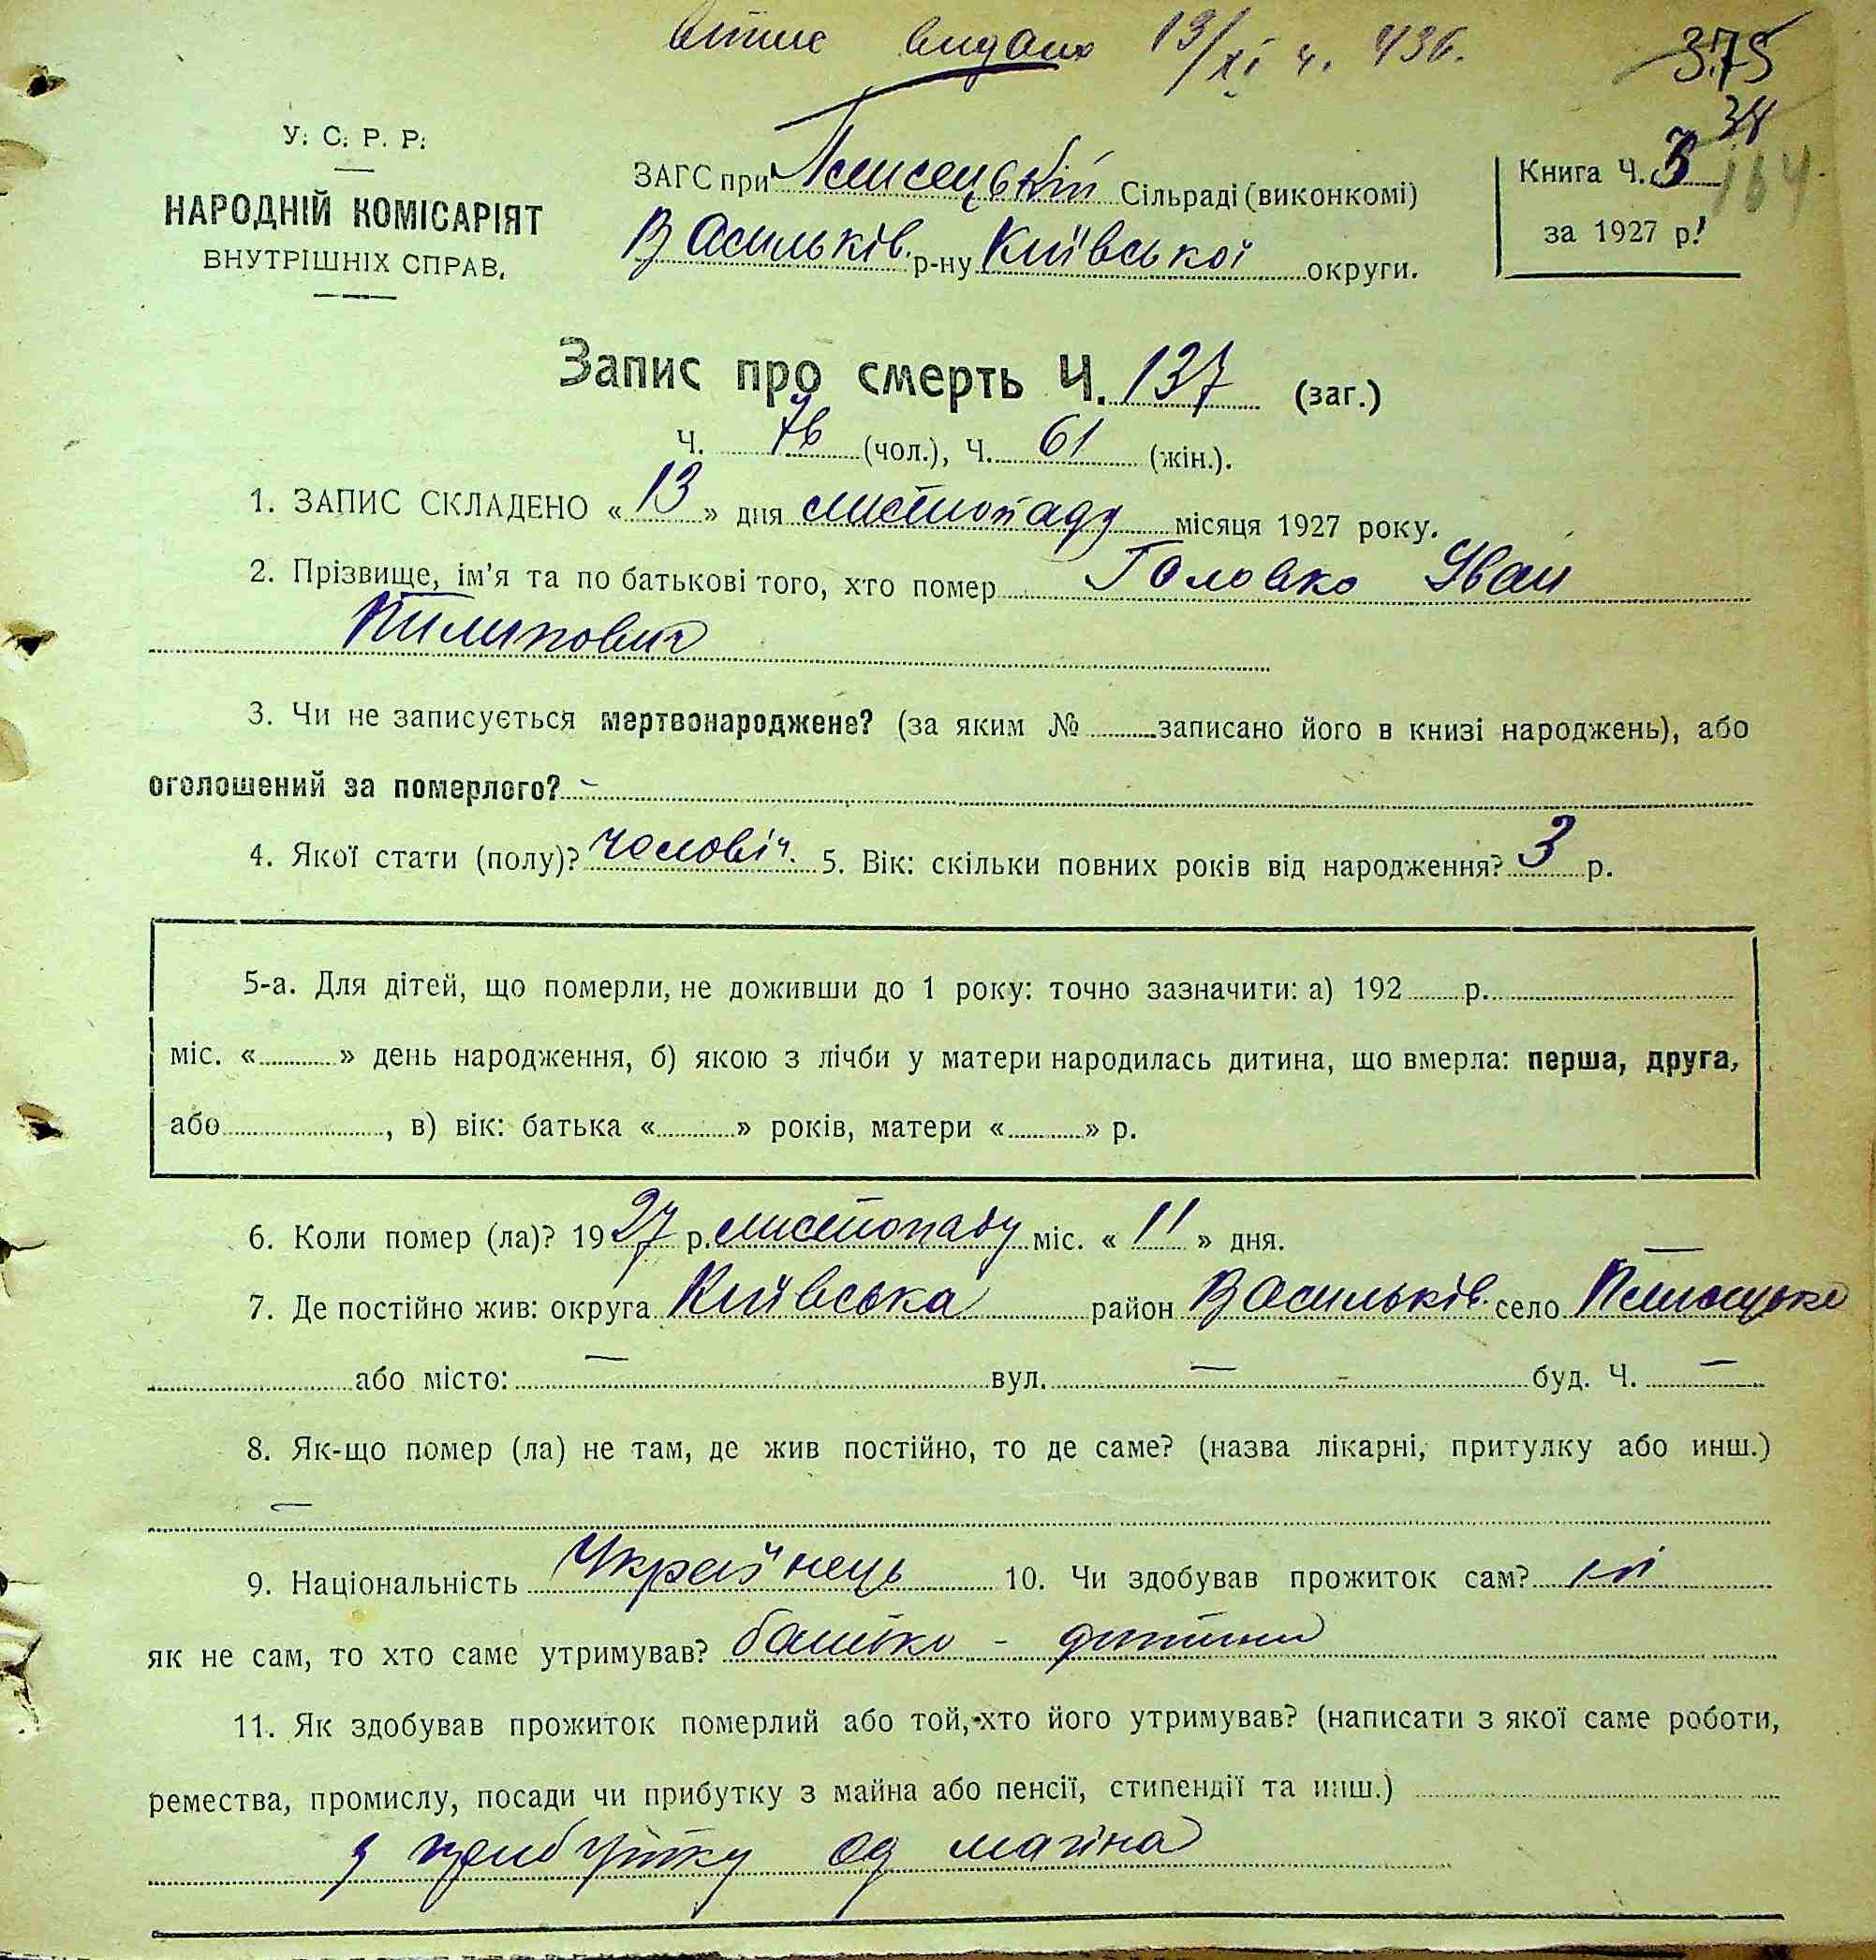 витис видано 13/XI ч. 436.
375
34
164
У. С. Р. Р.
НАРОДНІЙ КОМІСАРІЯТ
ВНУТРІШНІХ СПРАВ.
ЗАГС при Сільраді (виконкомі)
Васильків. р-ну Київської округи.
Книга Ч. 3
за 1927 р.
Запис про смерть Ч. 137 (заг.)
Ч. 76 (чол.), Ч. 61 (жін.).
1. ЗАПИС СКЛАДЕНО « 13 » дня листопаду місяця 1927 року.
2. Прізвище, ім'я та по батькові того, хто помер Головко Іван
Пилипович
3. Чи не записується мертвонароджене? (за яким № записано його в книзі народжень), або
оголошений за померлого? -
4. Якої стати (полу)? чоловіч. 5. Вік: скільки повних років від народження? 3 р.
5-а. Для дітей, що померли, не доживши до 1 року: точно зазначити: а) 192 р.
міс. « » день народження, б) якою з лічби у матери народилась дитина, що вмерла: перша, друга,
або , в) вік: батька « » років, матери « » р.
6. Коли помер (ла)? 1927 р. листопаду міс. « 11 » дня.
7. Де постійно жив: округа Київська район Васильків. село
або місто: — вул. — буд. Ч. —
8. Як-що помер (ла) не там, де жив постійно, то де саме? (назва лікарні, притулку або инш.)
—
9. Національність Українець 10. Чи здобував прожиток сам? ні
як не сам, то хто саме утримував? батько - дитини
11. Як здобував прожиток померлий або той, хто його утримував? (написати з якої саме роботи,
ремества, промислу, посади чи прибутку з майна або пенсії, стипендії та инш.)
з прибутку од майна